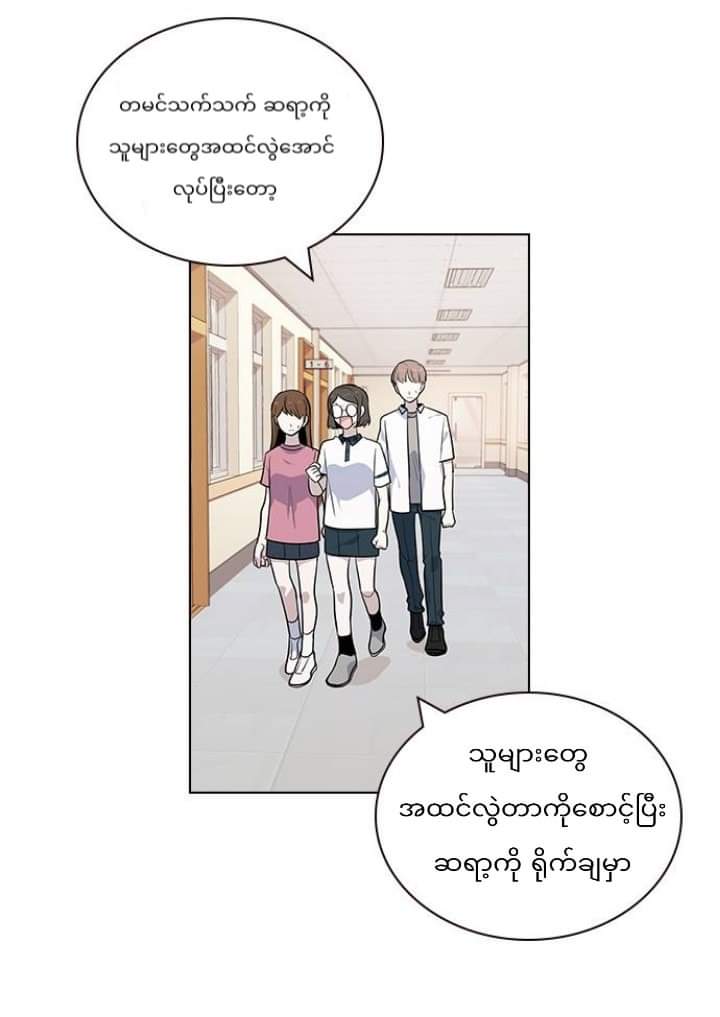 တမင်သက်သက် ဆရာ့ကို
သူများတွေအထင်လွဲအောင်
လုပ်ပြီးတော့
1 - 6
သူများတွေ
အထင်လွဲတာကိုစောင့်ပြီး
ဆရာ့ကို ရိုက်ချမှာ